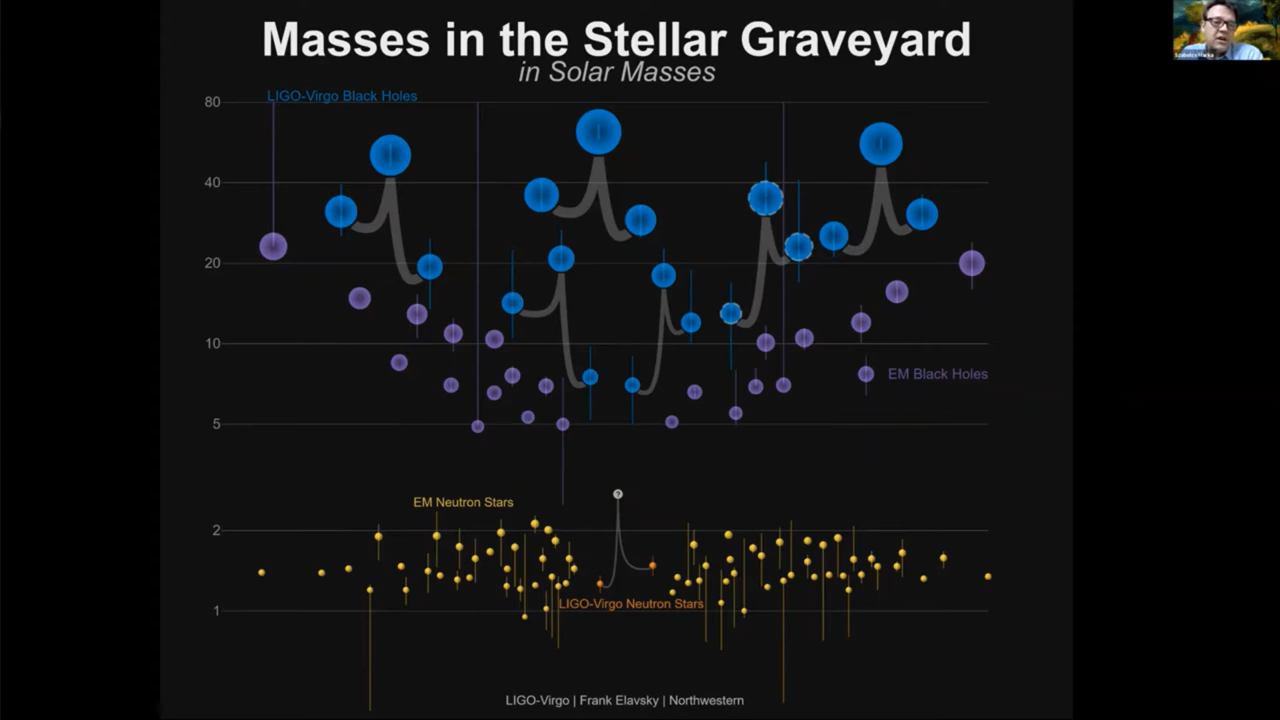 Masses in the Stellar Graveyard
in Solar Masses
LIGO-Virgo Black Holes
80
40
20
10
EM Black Holes
5
EM Neutron Stars
?
2
LIGO-Virgo Neutron Stars
1
LIGO-Virgo | Frank Elavsky | Northwestern